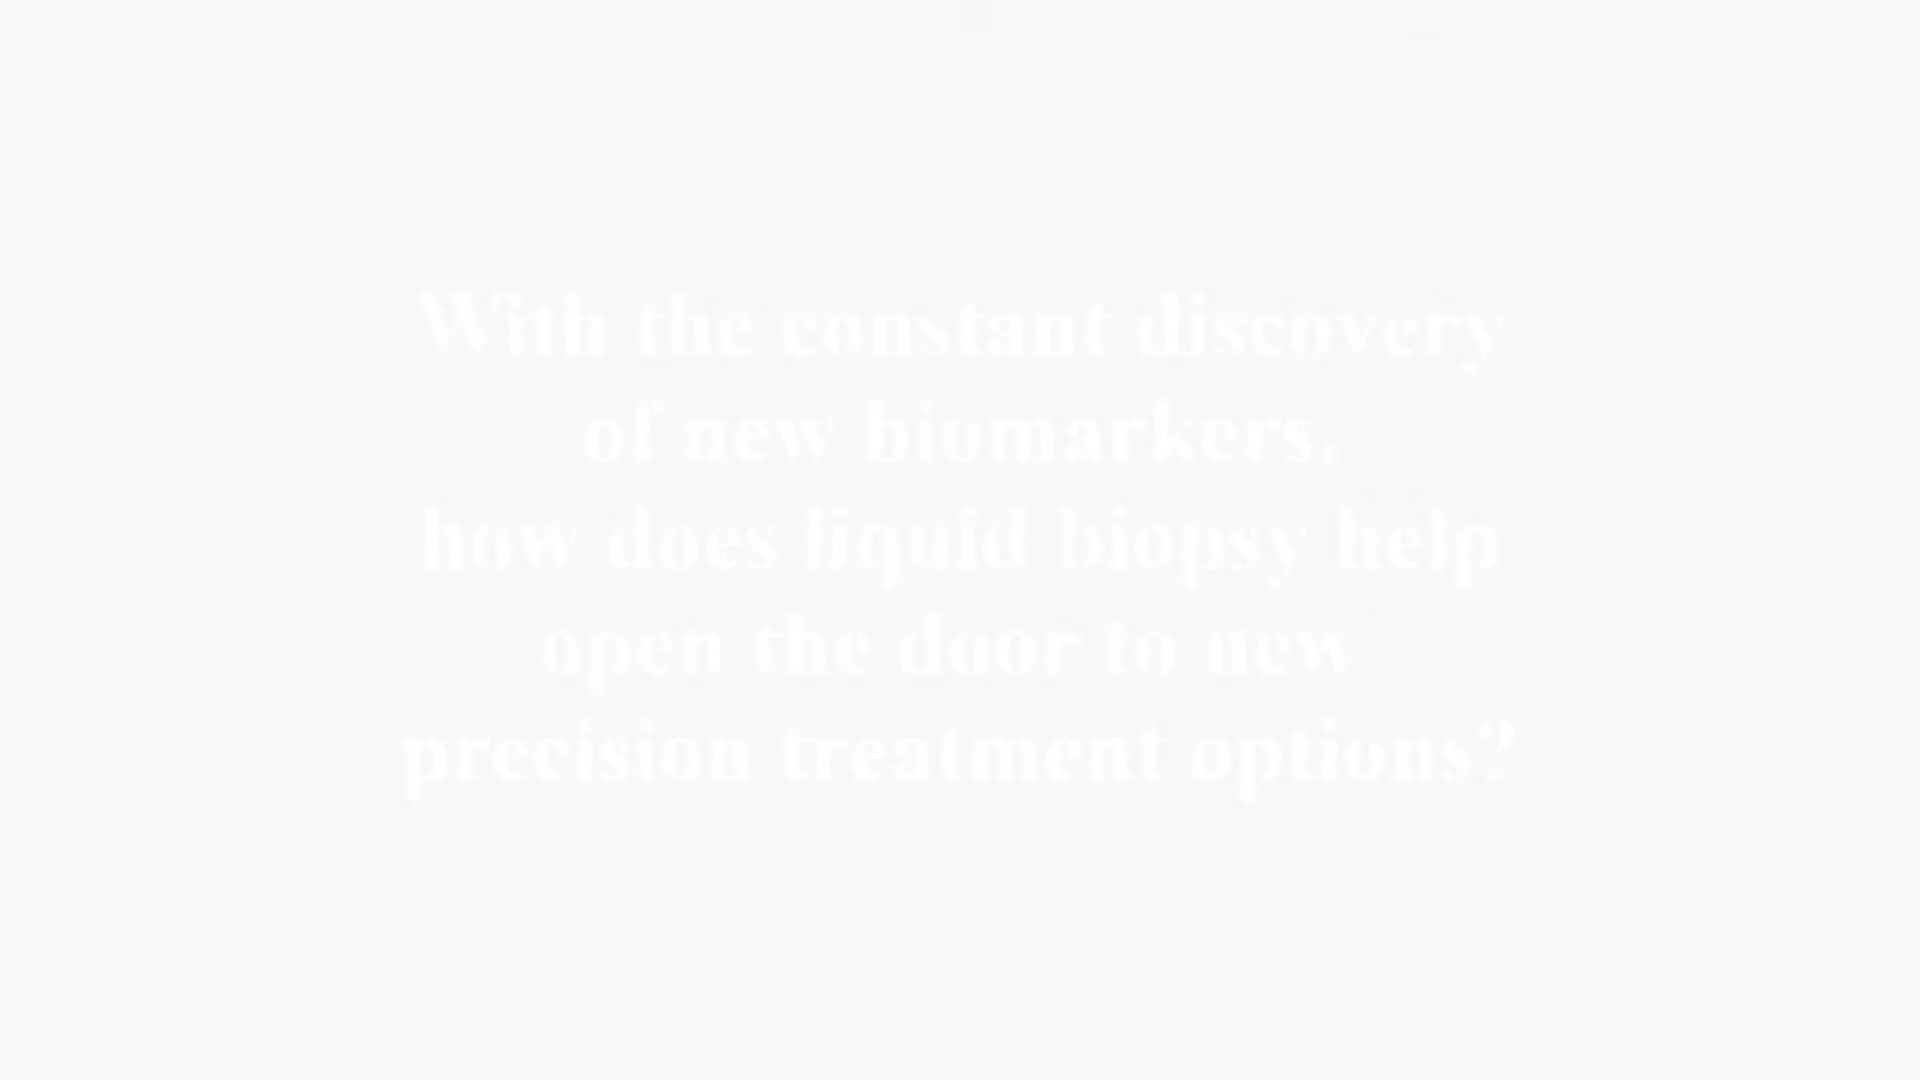 With the constant discovery
of new biomarkers,
how does liquid biopsy help
open the door to new
precision treatment options?